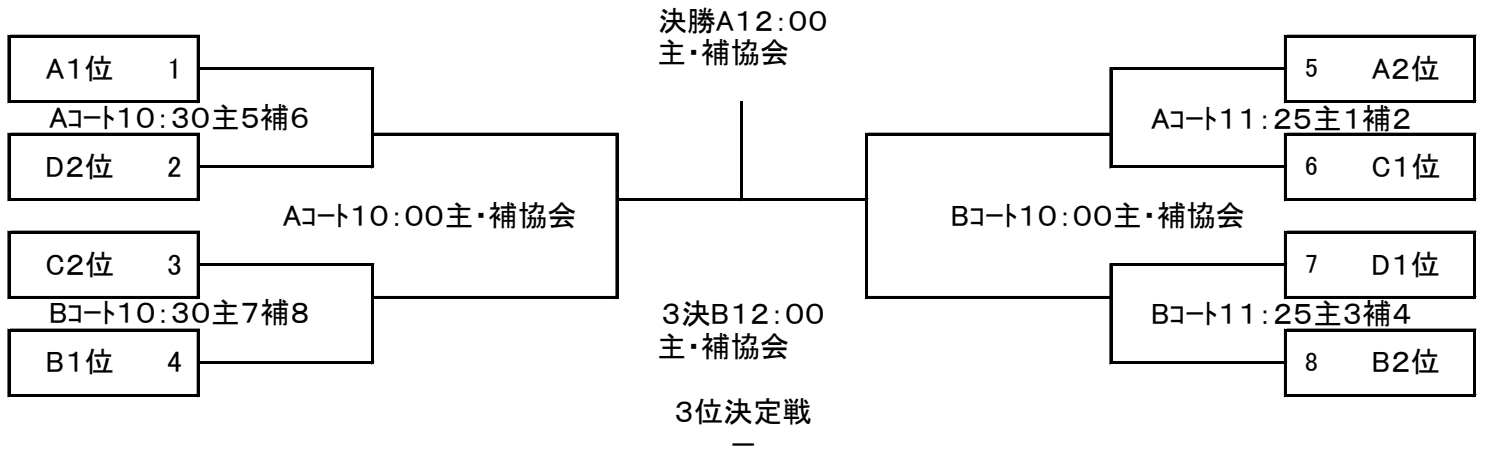 決勝A12:00
主・補協会
A1位 1
Aコート10:30主5補6
D2位 2
Aコート10:00主・補協会
C2位 3
Bコート10:30主7補8
B1位 4
5 A2位
Aコート11:25主1補2
6 C1位
Bコート10:00主・補協会
7 D1位
Bコート11:25主3補4
8 B2位
3決B12:00
主・補協会
3位決定戦
ー